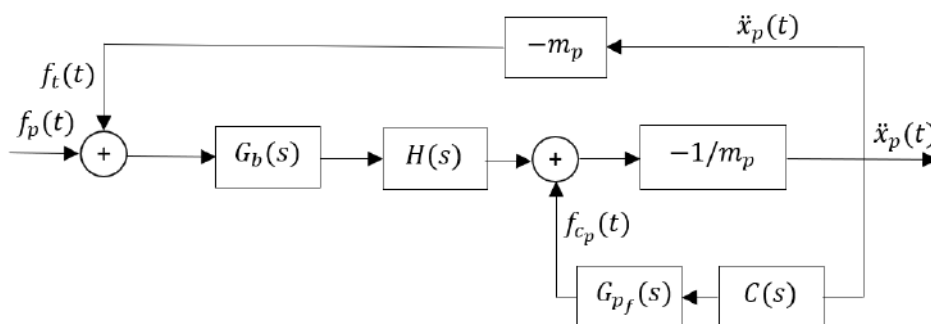 −m_p
ẍ_p(t)
f_t(t)
f_p(t)
+
G_b(s)
H(s)
+
−1/m_p
ẍ_p(t)
f_{c_p}(t)
G_{p_f}(s)
C(s)